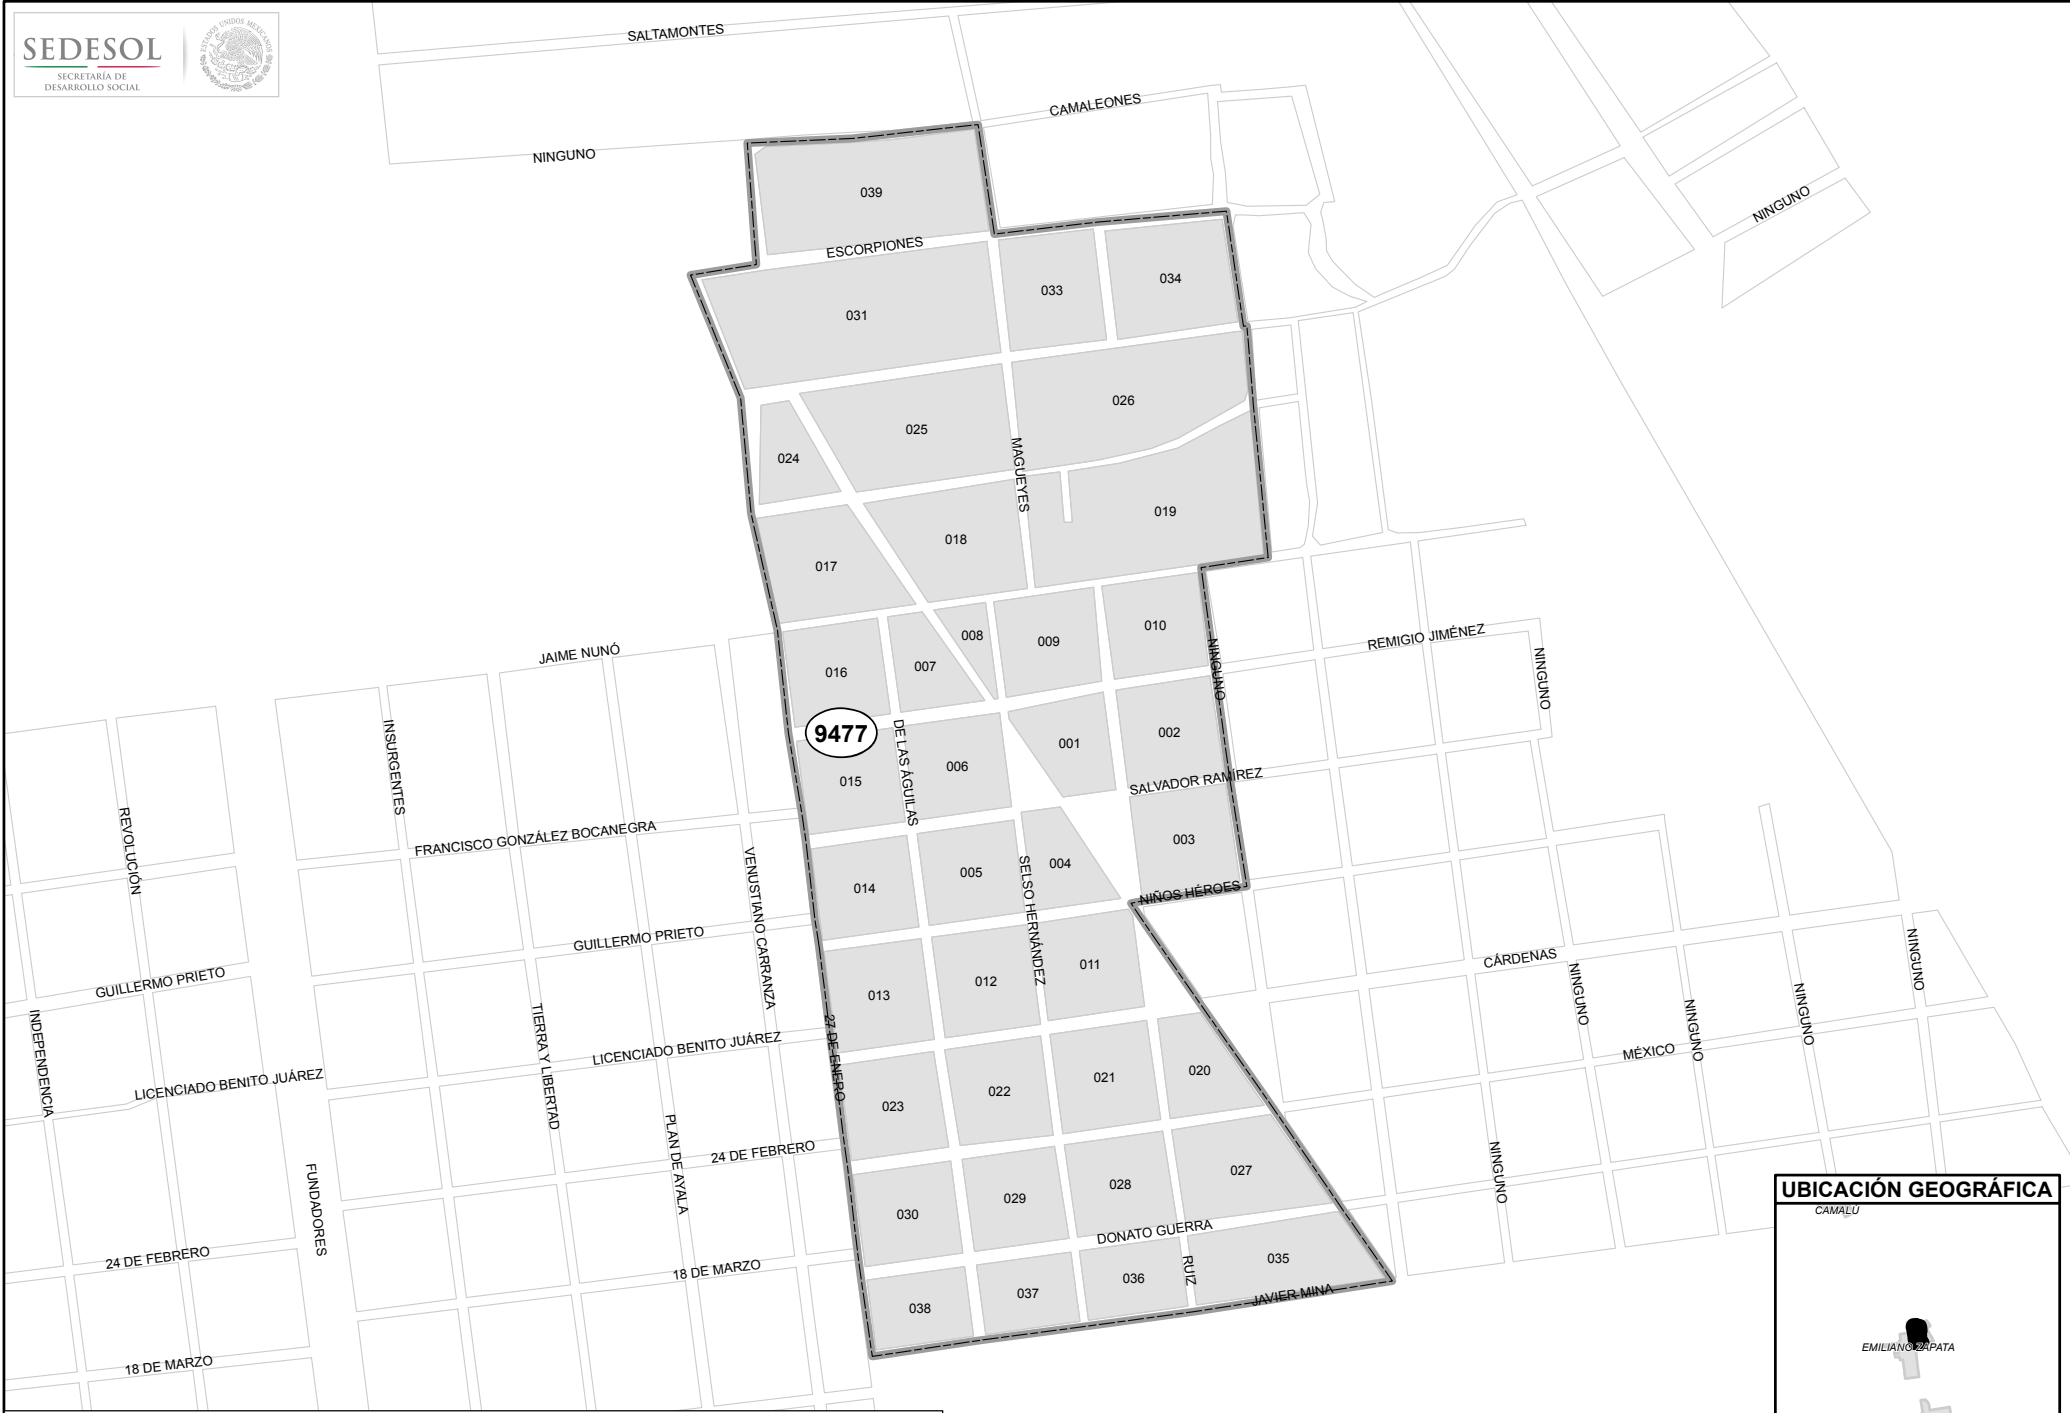 SEDESOL
SECRETARÍA DE
DESARROLLO SOCIAL
SALTAMONTES
CAMALEONES
NINGUNO
039
NINGUNO
ESCORPIONES
034
033
031
026
025
024
MAGUEYES
019
018
017
010
008
009
REMIGIO JIMÉNEZ
JAIME NUNÓ
007
016
NINGUNO
NINGUNO
9477
002
001
INSURGENTES
DE LAS ÁGUILAS
006
015
SALVADOR RAMÍREZ
FRANCISCO GONZÁLEZ BOCANEGRA
003
REVOLUCIÓN
004
005
014
SELSO HERNÁNDEZ
VENUSTIANO CARRANZA
NIÑOS HÉROES
GUILLERMO PRIETO
CÁRDENAS
NINGUNO
011
GUILLERMO PRIETO
012
013
NINGUNO
NINGUNO
NINGUNO
INDEPENDENCIA
TIERRA Y LIBERTAD
LICENCIADO BENITO JUÁREZ
27 DE ENERO
MÉXICO
LICENCIADO BENITO JUÁREZ
020
021
022
023
24 DE FEBRERO
PLAN DE AYALA
027
028
029
NINGUNO
FUNDADORES
030
DONATO GUERRA
24 DE FEBRERO
18 DE MARZO
RUIZ
035
036
037
JAVIER MINA
038
18 DE MARZO
UBICACIÓN GEOGRÁFICA
CAMALÚ
EMILIANO ZAPATA